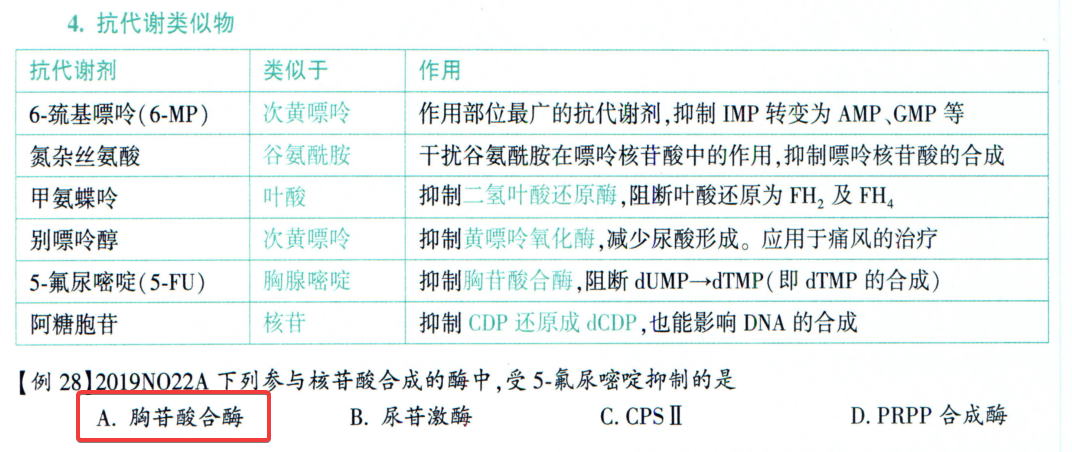 4. 抗代谢类似物
抗代谢剂 类似于 作用
6-巯基嘌呤(6-MP) 次黄嘌呤 作用部位最广的抗代谢剂,抑制 IMP 转变为 AMP、GMP 等
氮杂丝氨酸 谷氨酰胺 干扰谷氨酰胺在嘌呤核苷酸中的作用,抑制嘌呤核苷酸的合成
甲氨蝶呤 叶酸 抑制二氢叶酸还原酶,阻断叶酸还原为 FH₂ 及 FH₄
别嘌呤醇 次黄嘌呤 抑制黄嘌呤氧化酶,减少尿酸形成。应用于痛风的治疗
5-氟尿嘧啶(5-FU) 胸腺嘧啶 抑制胸苷酸合酶,阻断 dUMP→dTMP(即 dTMP 的合成)
阿糖胞苷 核苷 抑制 CDP 还原成 dCDP,也能影响 DNA 的合成
【例 28】2019NO22A 下列参与核苷酸合成的酶中,受 5-氟尿嘧啶抑制的是
A. 胸苷酸合酶 B. 尿苷激酶 C. CPSⅡ D. PRPP 合成酶